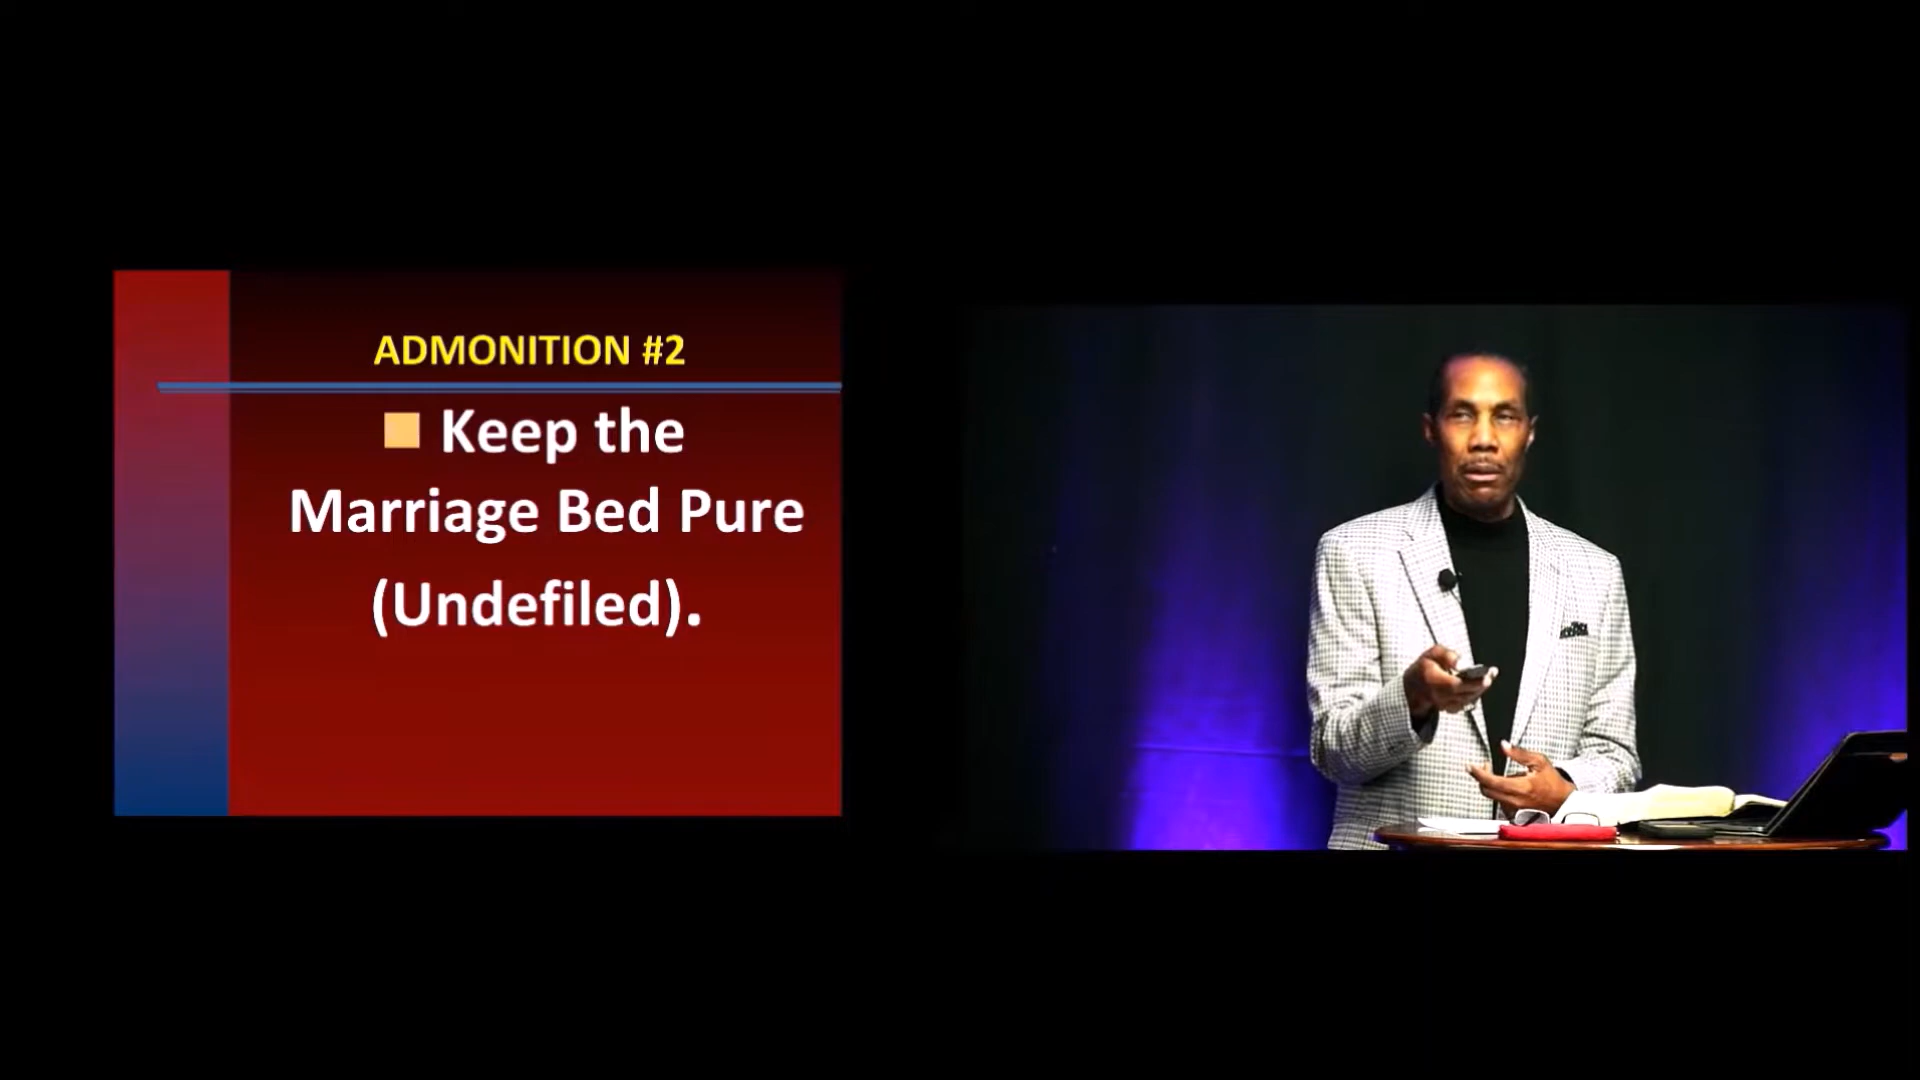 ADMONITION #2
Keep the
Marriage Bed Pure
(Undefiled).